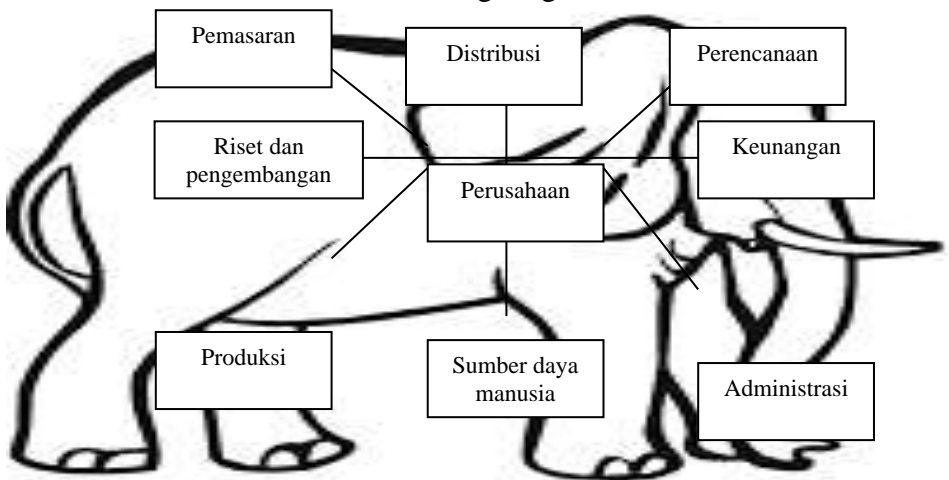 Pemasaran
Distribusi
Perencanaan
Riset dan
pengembangan
Keunangan
Perusahaan
Produksi
Sumber daya
manusia
Administrasi